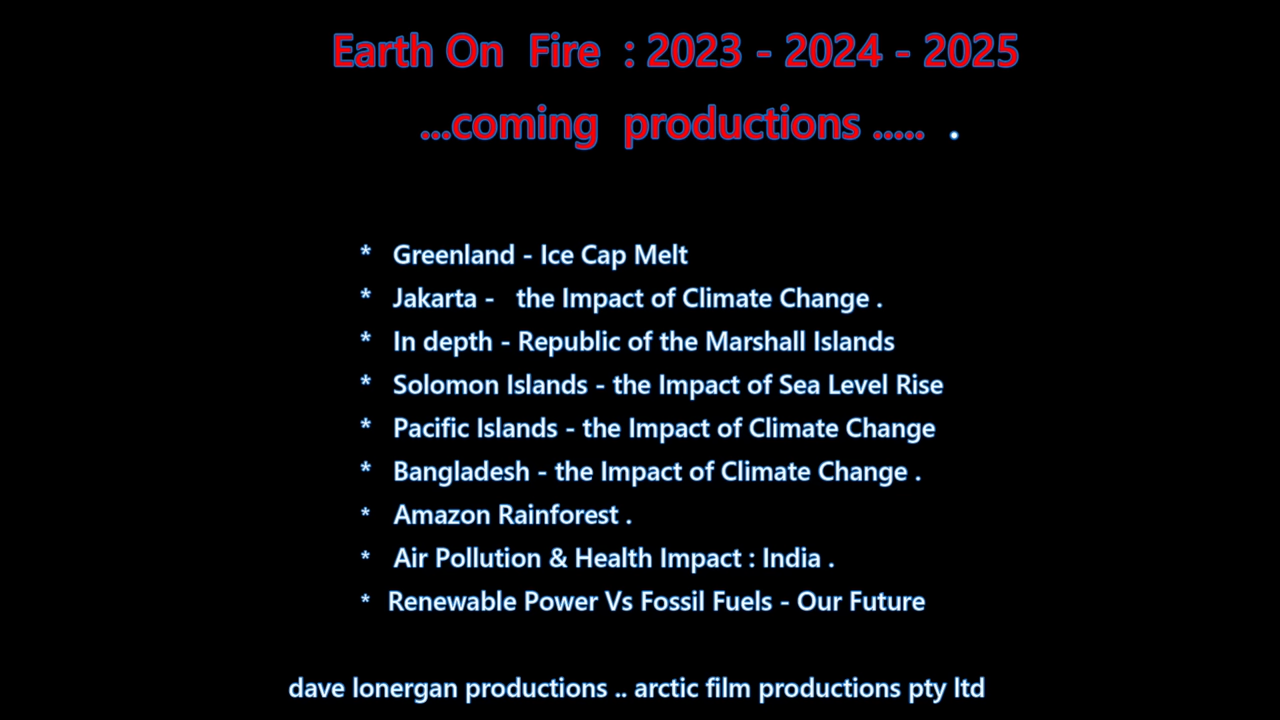 Earth On Fire : 2023 - 2024 - 2025
...coming productions ..... .
* Greenland - Ice Cap Melt
* Jakarta - the Impact of Climate Change .
* In depth - Republic of the Marshall Islands
* Solomon Islands - the Impact of Sea Level Rise
* Pacific Islands - the Impact of Climate Change
* Bangladesh - the Impact of Climate Change .
* Amazon Rainforest .
* Air Pollution & Health Impact : India .
* Renewable Power Vs Fossil Fuels - Our Future
dave lonergan productions .. arctic film productions pty ltd